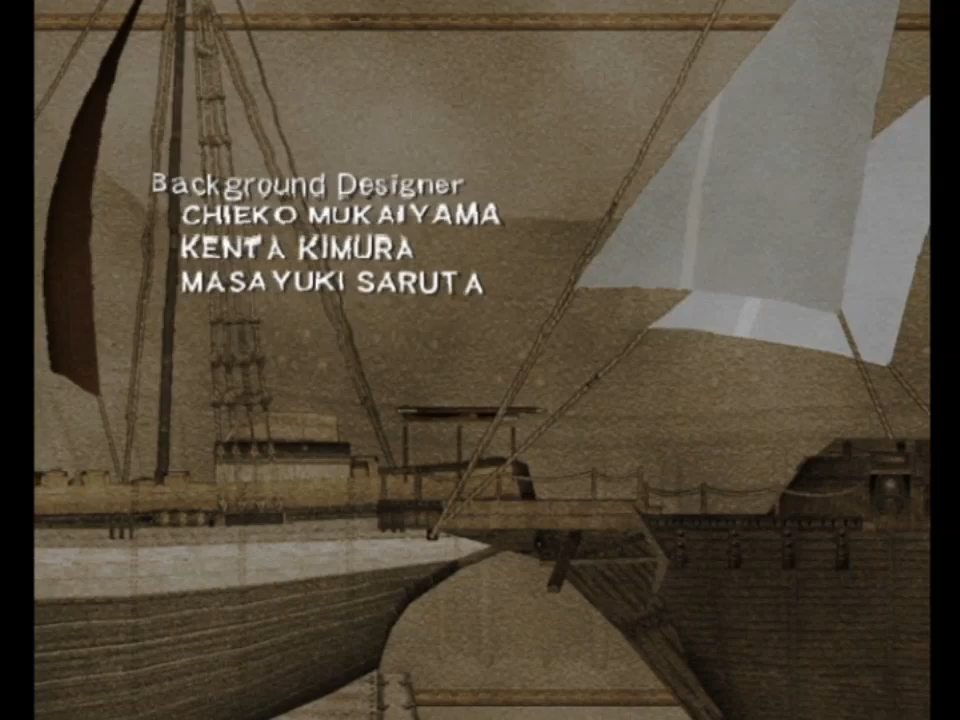 Background Designer
CHIEKO MUKAIYAMA
KENTA KIMURA
MASAYUKI SARUTA